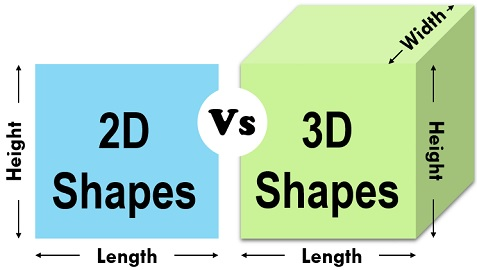 Width
Height
2D
Shapes
Vs
3D
Shapes
Height
Length
Length